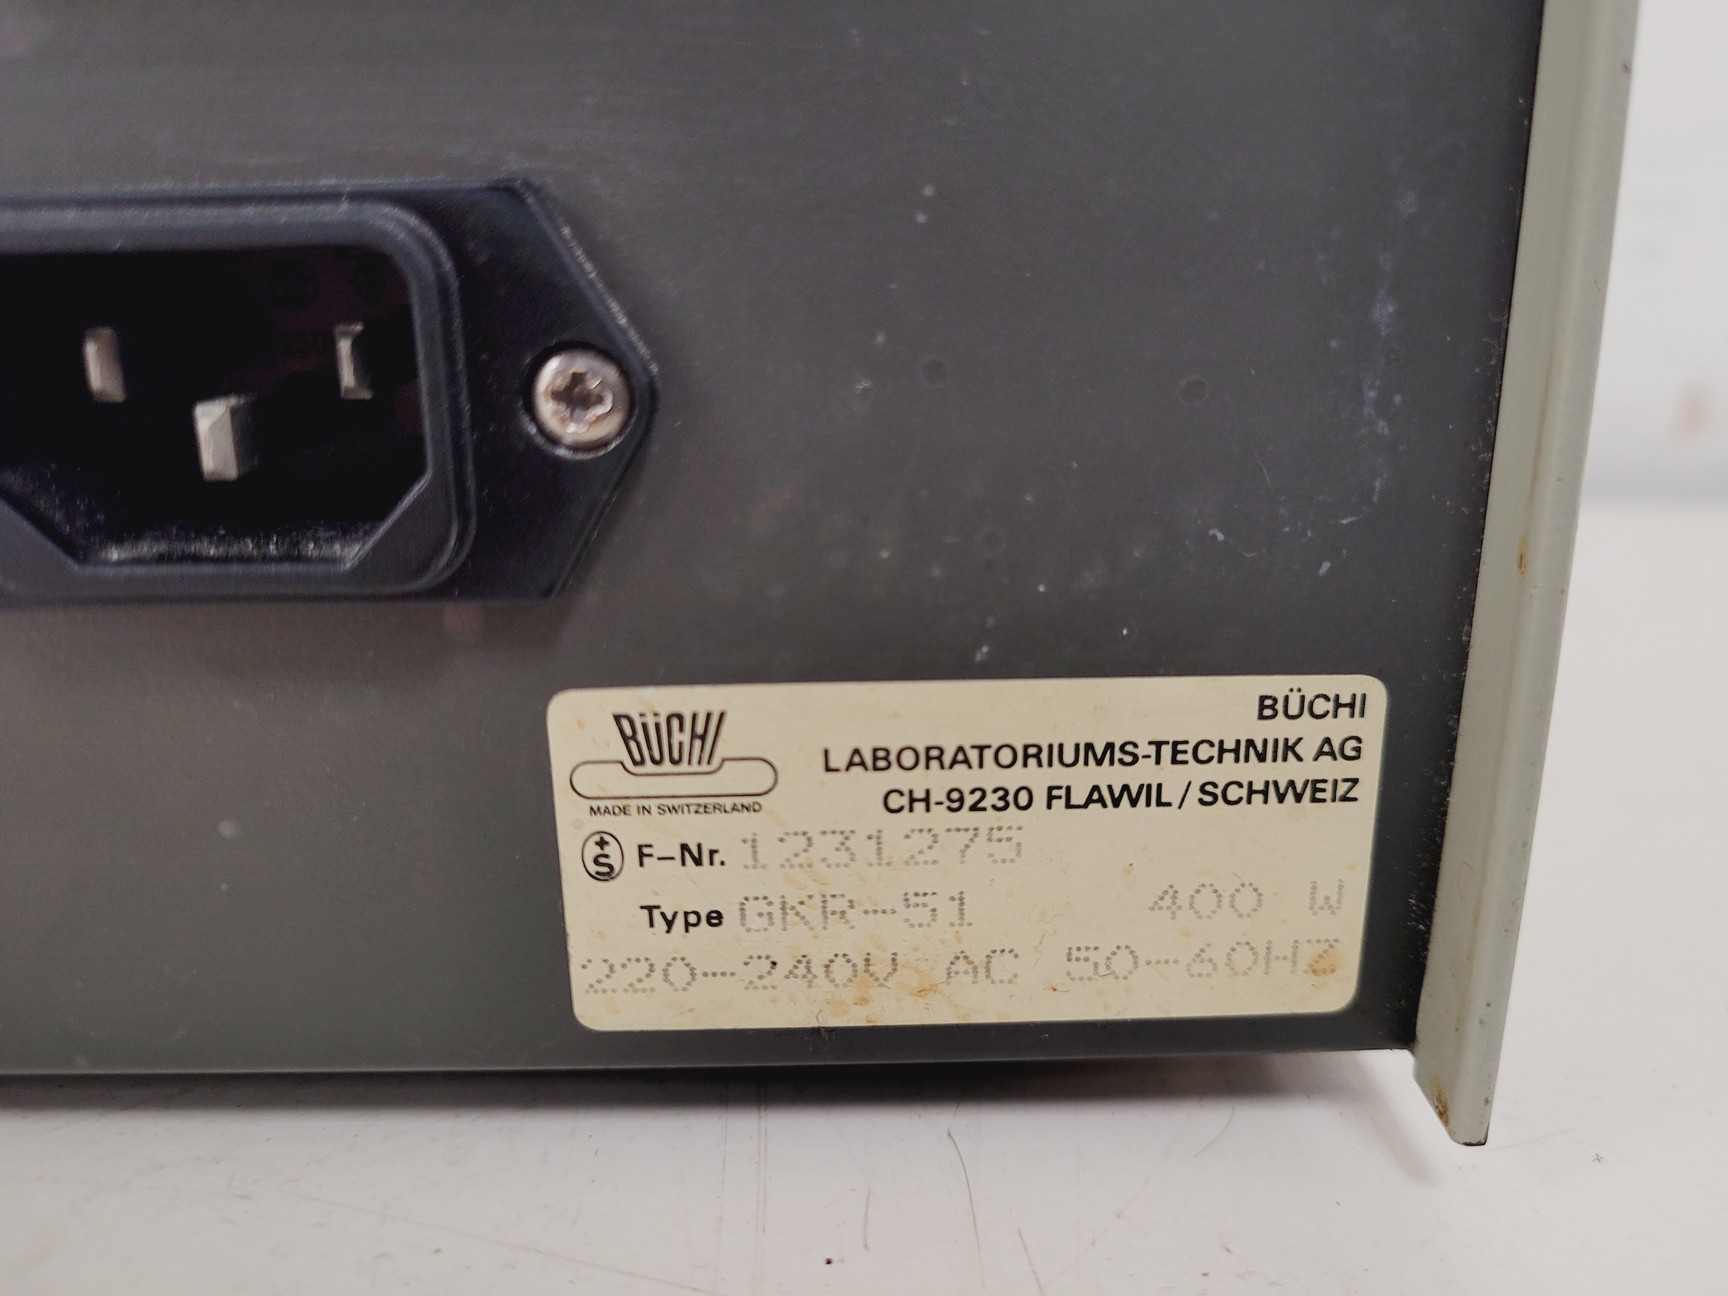 BÜCHI
MADE IN SWITZERLAND
BÜCHI
LABORATORIUMS-TECHNIK AG
CH-9230 FLAWIL / SCHWEIZ
+S F-Nr. 1231275
Type GKR-51 400 W
220-240V AC 50-60HZ